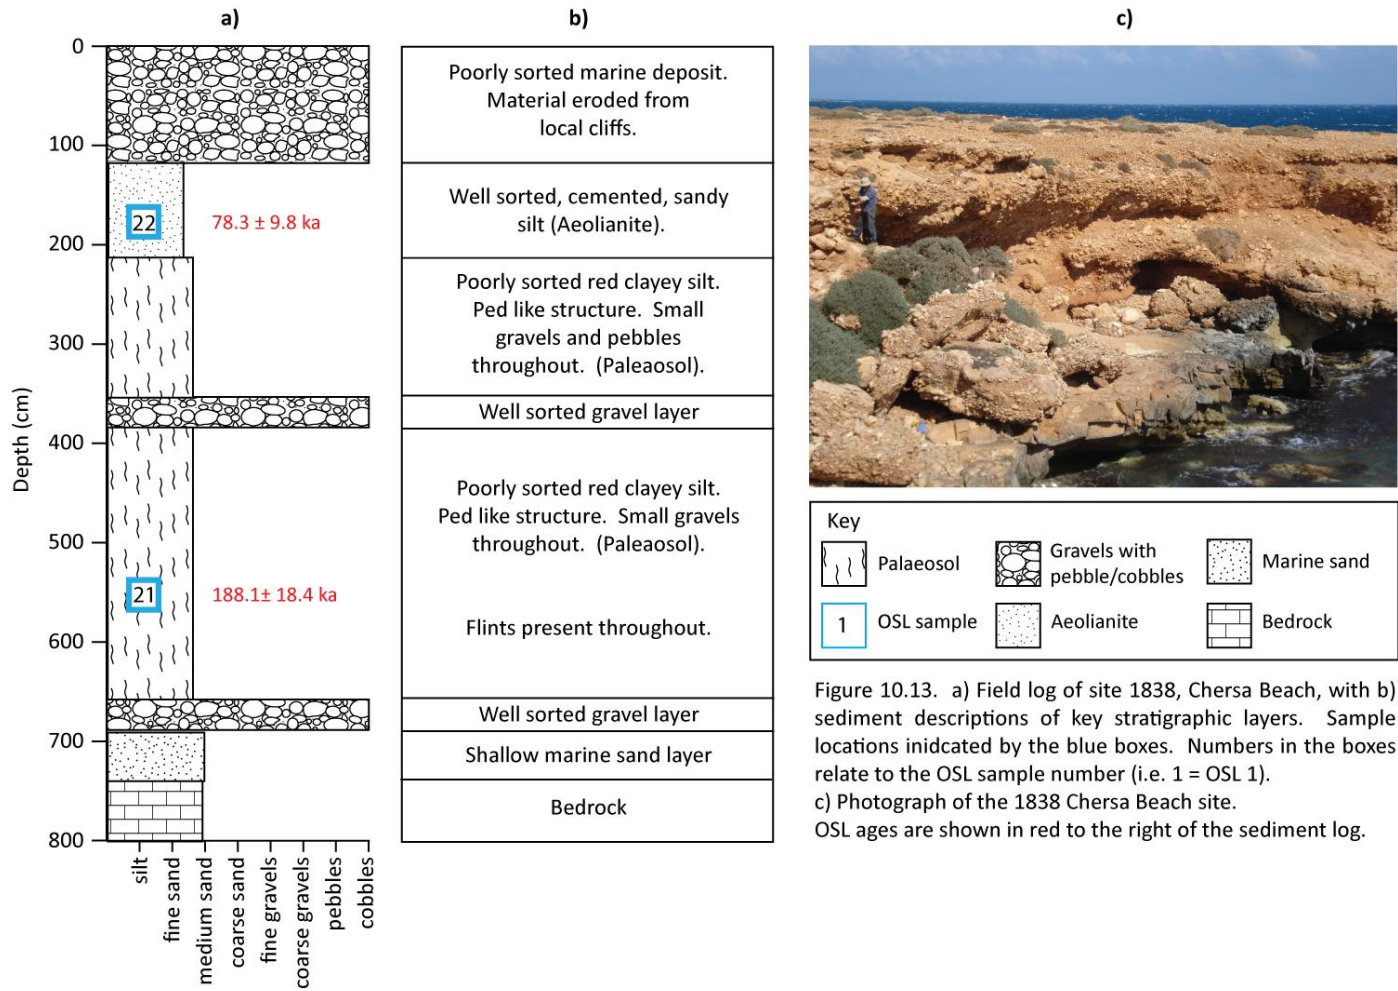 a)
b)
c)
Depth (cm)
0
100
200
300
400
500
600
700
800
22
78.3 ± 9.8 ka
21
188.1± 18.4 ka
silt
fine sand
medium sand
coarse sand
fine gravels
coarse gravels
pebbles
cobbles
Poorly sorted marine deposit.
Material eroded from
local cliffs.
Well sorted, cemented, sandy
silt (Aeolianite).
Poorly sorted red clayey silt.
Ped like structure. Small
gravels and pebbles
throughout. (Paleaosol).
Well sorted gravel layer
Poorly sorted red clayey silt.
Ped like structure. Small gravels
throughout. (Paleaosol).
Flints present throughout.
Well sorted gravel layer
Shallow marine sand layer
Bedrock
Key
Palaeosol
Gravels with
pebble/cobbles
Marine sand
1
OSL sample
Aeolianite
Bedrock
Figure 10.13. a) Field log of site 1838, Chersa Beach, with b)
sediment descriptions of key stratigraphic layers. Sample
locations inidcated by the blue boxes. Numbers in the boxes
relate to the OSL sample number (i.e. 1 = OSL 1).
c) Photograph of the 1838 Chersa Beach site.
OSL ages are shown in red to the right of the sediment log.